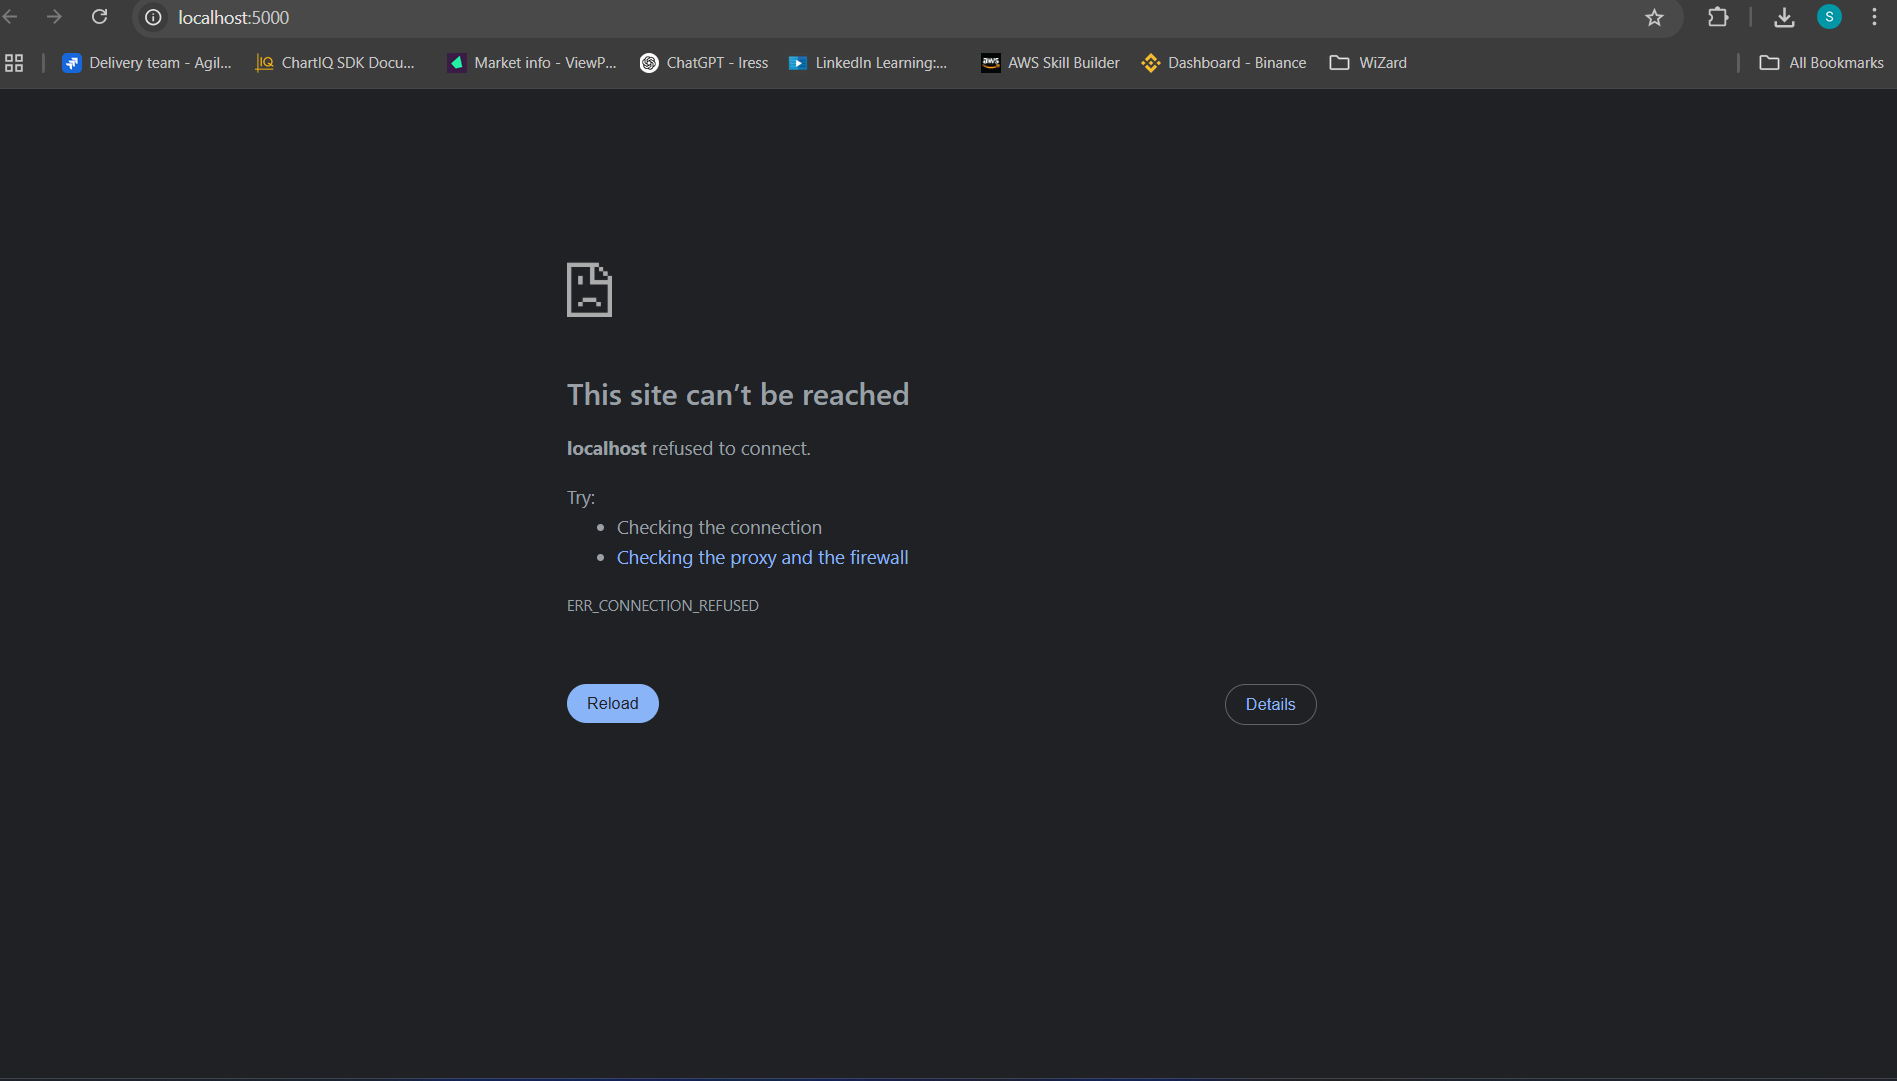 localhost:5000
S
Delivery team - Agil...
IQ ChartIQ SDK Docu...
Market info - ViewP...
ChatGPT - Iress
LinkedIn Learning:...
aws AWS Skill Builder
Dashboard - Binance
WiZard
All Bookmarks
This site can’t be reached
localhost refused to connect.
Try:
• Checking the connection
• Checking the proxy and the firewall
ERR_CONNECTION_REFUSED
Reload
Details